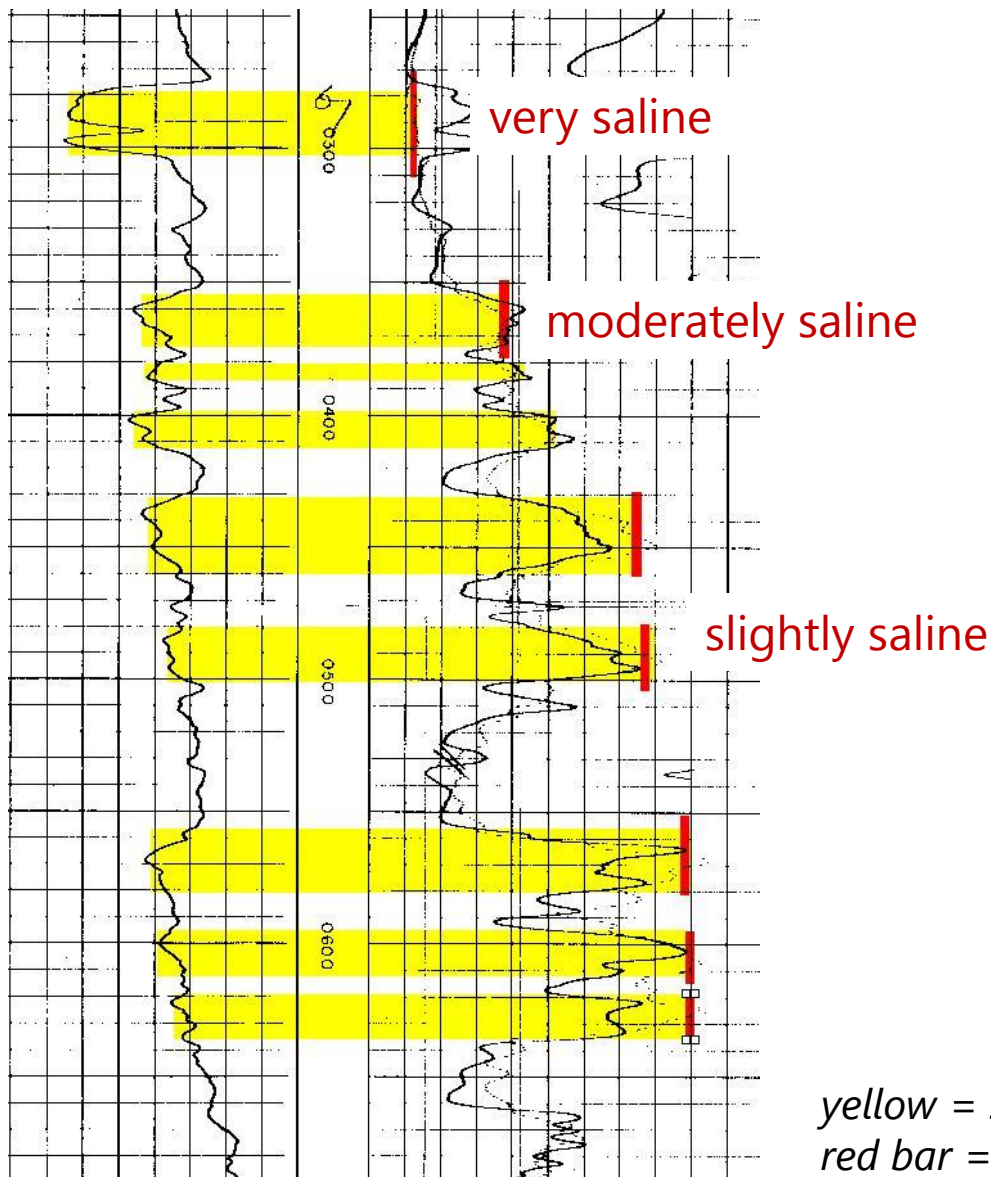 0300
very saline
moderately saline
0400
slightly saline
0500
0600
yellow =
red bar =